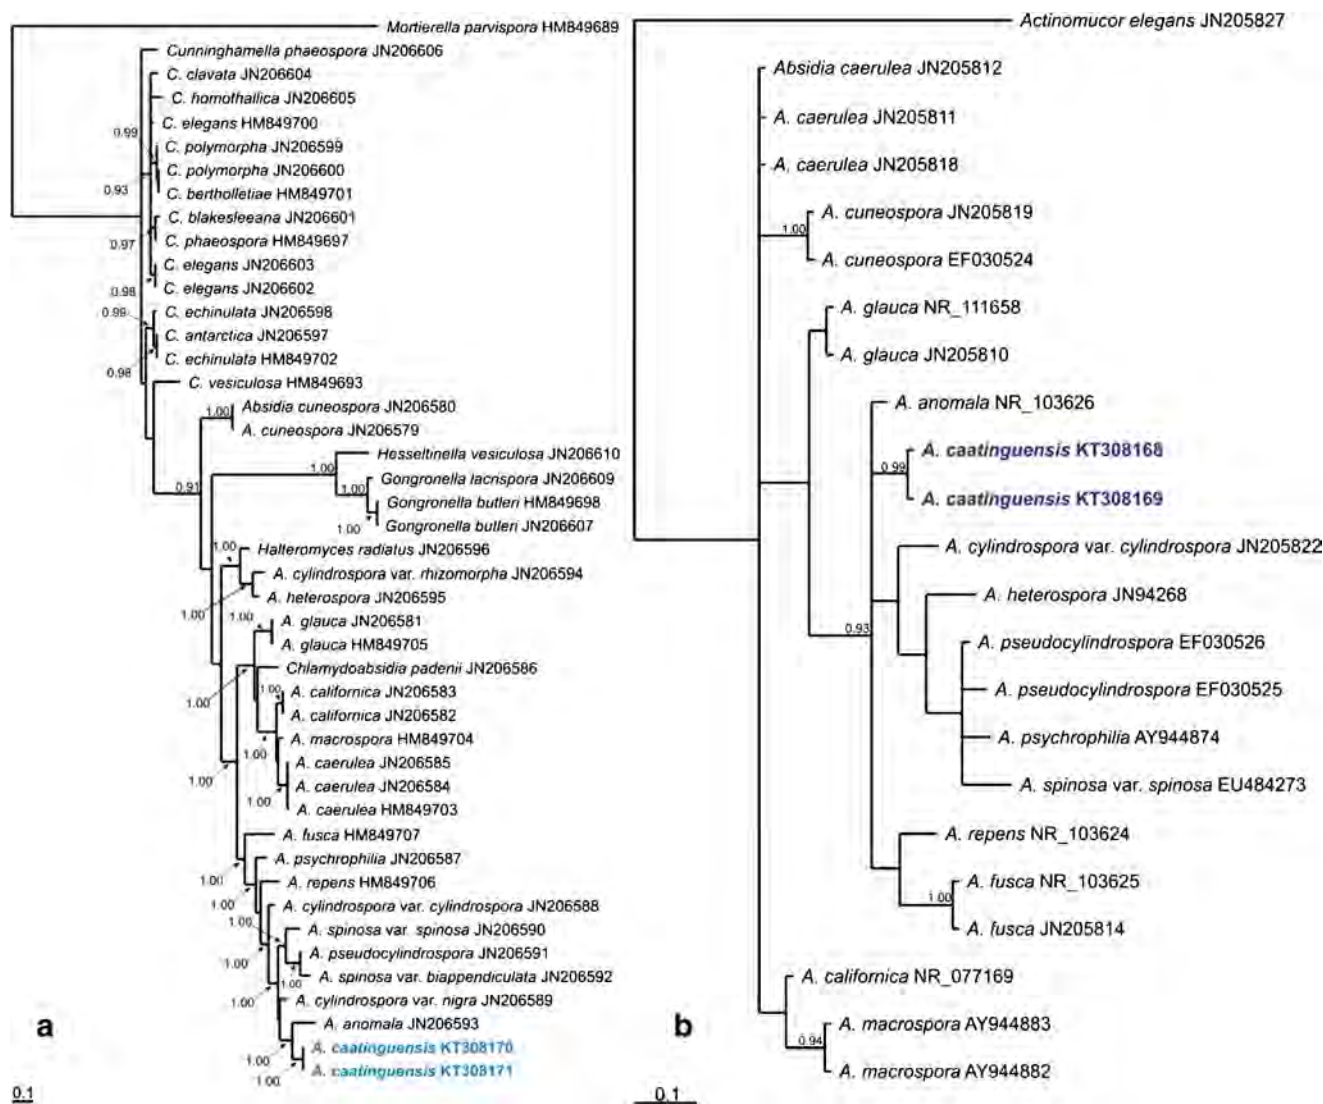 Mortierella parvispora HM849689
Cunninghamella phaeospora JN206606
C. clavata JN206604
C. homothallica JN206605
0.99
C. elegans HM849700
C. polymorpha JN206599
C. polymorpha JN206600
0.93
C. bertholletiae HM849701
C. blakesleeana JN206601
0.97
C. phaeospora HM849697
C. elegans JN206603
0.98
C. elegans JN206602
0.99
C. echinulata JN206598
C. antarctica JN206597
C. echinulata HM849702
0.98
C. vesiculosa HM849693
1.00
Absidia cuneospora JN206580
A. cuneospora JN206579
Hesseltinella vesiculosa JN206610
1.00
Gongronella lacrispora JN206609
0.91
1.00
Gongronella butleri HM849698
1.00
Gongronella butleri JN206607
1.00
Halteromyces radiatus JN206596
A. cylindrospora var. rhizomorpha JN206594
A. heterospora JN206595
1.00
1.00
A. glauca JN206581
A. glauca HM849705
Chlamydoabsidia padenii JN206586
1.00
A. californica JN206583
1.00
A. californica JN206582
A. macrospora HM849704
1.00
A. caerulea JN206585
1.00
A. caerulea JN206584
1.00
A. caerulea HM849703
A. fusca HM849707
A. psychrophilia JN206587
1.00
A. repens HM849706
1.00
A. cylindrospora var. cylindrospora JN206588
1.00
A. spinosa var. spinosa JN206590
A. pseudocylindrospora JN206591
1.00
1.00
A. spinosa var. biappendiculata JN206592
1.00
A. cylindrospora var. nigra JN206589
A. anomala JN206593
A. caatinguensis KT308170
1.00
A. caatinguensis KT308171
1.00
a
0.1
Actinomucor elegans JN205827
Absidia caerulea JN205812
A. caerulea JN205811
A. caerulea JN205818
A. cuneospora JN205819
1.00
A. cuneospora EF030524
A. glauca NR_111658
A. glauca JN205810
A. anomala NR_103626
A. caatinguensis KT308168
0.99
A. caatinguensis KT308169
A. cylindrospora var. cylindrospora JN205822
A. heterospora JN94268
0.93
A. pseudocylindrospora EF030526
A. pseudocylindrospora EF030525
A. psychrophilia AY944874
A. spinosa var. spinosa EU484273
A. repens NR_103624
A. fusca NR_103625
1.00
A. fusca JN205814
A. californica NR_077169
A. macrospora AY944883
0.94
A. macrospora AY944882
b
0.1